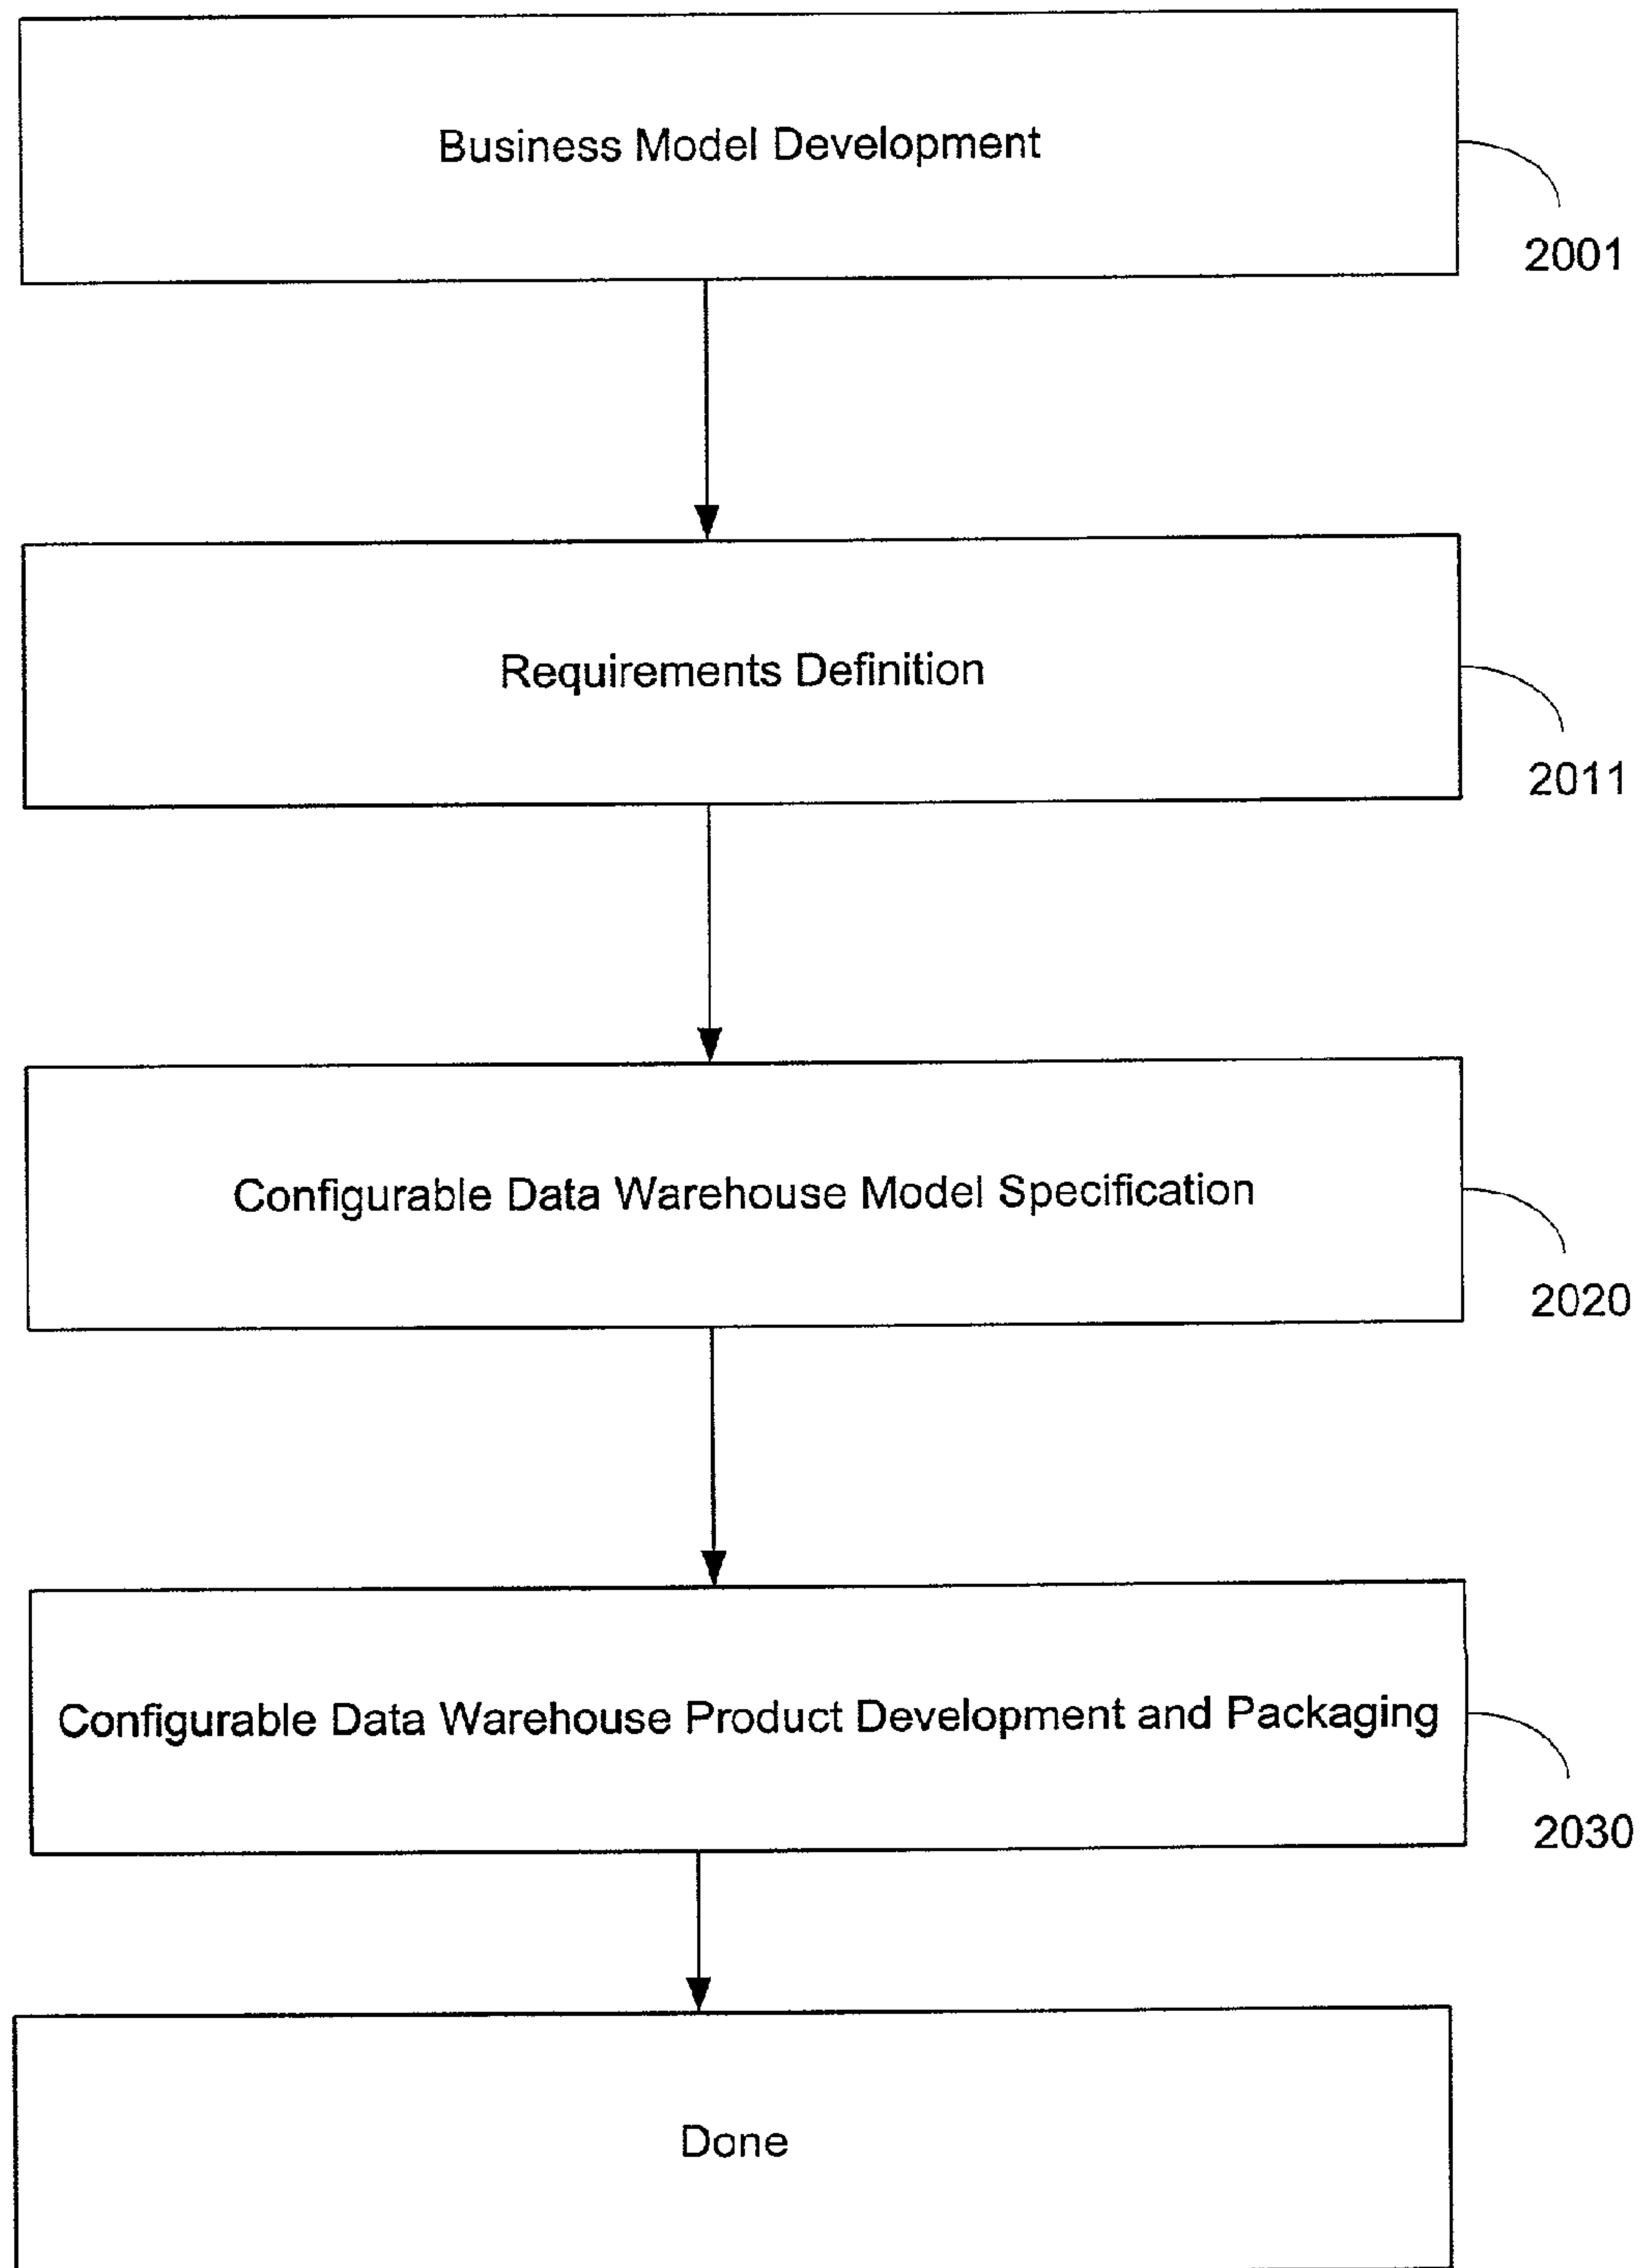 Business Model Development
2001
Requirements Definition
2011
Configurable Data Warehouse Model Specification
2020
Configurable Data Warehouse Product Development and Packaging
2030
Done